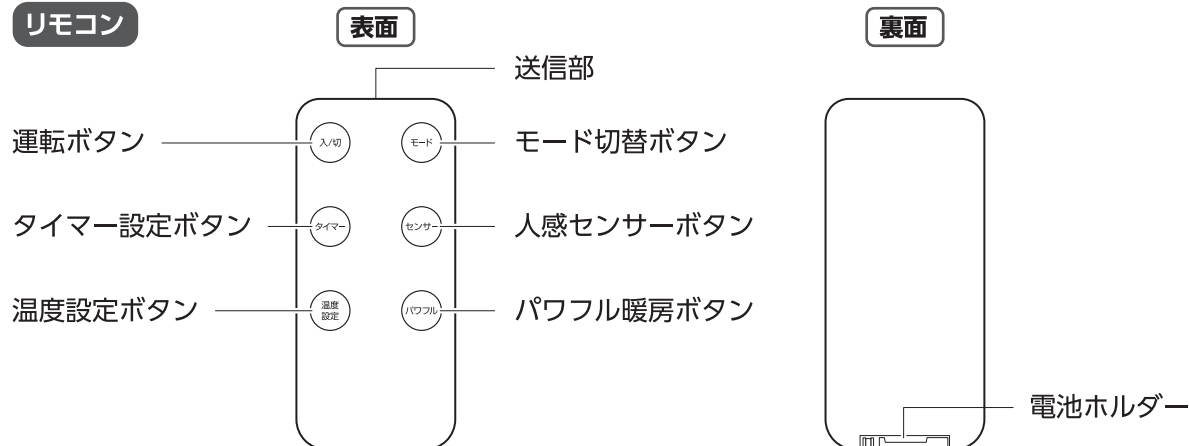 リモコン
表面
裏面
送信部
運転ボタン
入/切
モード
モード切替ボタン
タイマー設定ボタン
タイマー
センサー
人感センサーボタン
温度設定ボタン
温度
設定
パワフル
パワフル暖房ボタン
電池ホルダー